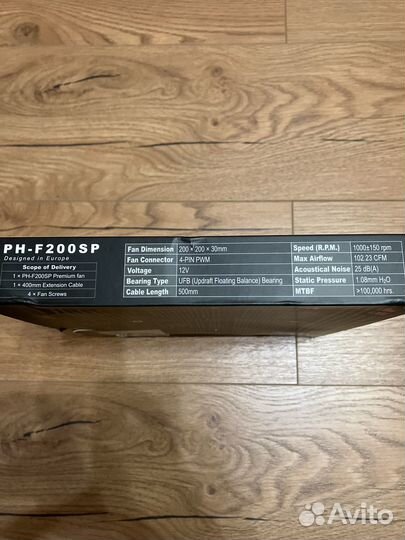 PH-F200SP
Designed in Europe
Scope of Delivery
1 × PH-F200SP Premium fan
1 × 400mm Extension Cable
4 × Fan Screws
Fan Dimension 200 × 200 × 30mm
Fan Connector 4-PIN PWM
Voltage 12V
Bearing Type UFB (Updraft Floating Balance) Bearing
Cable Length 500mm
Speed (R.P.M.) 1000±150 rpm
Max Airflow 102.23 CFM
Acoustical Noise 25 dB(A)
Static Pressure 1.08mm H₂O
MTBF >100,000 hrs.
Avito